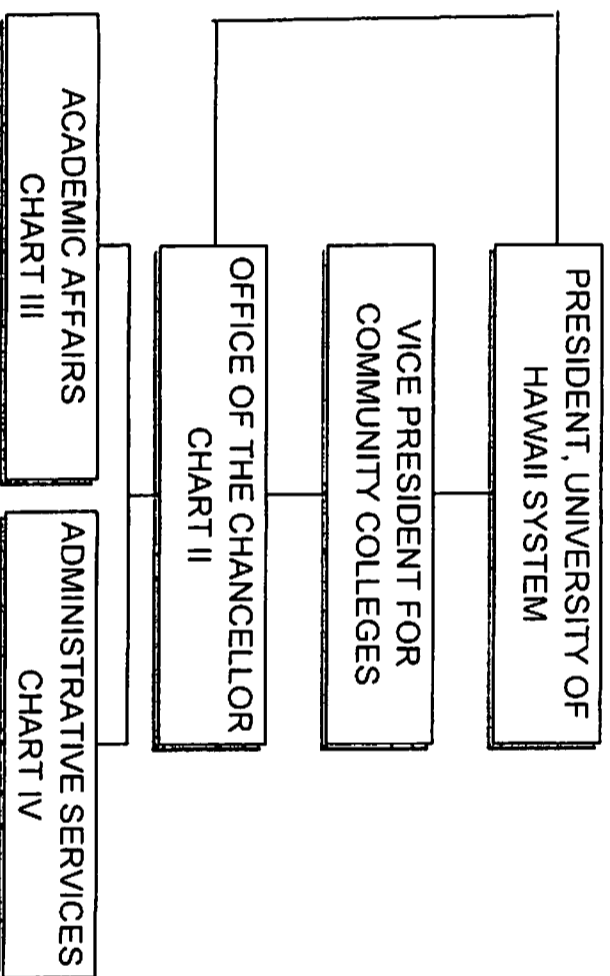 PRESIDENT, UNIVERSITY OF
HAWAII SYSTEM
VICE PRESIDENT FOR
COMMUNITY COLLEGES
OFFICE OF THE CHANCELLOR
CHART II
ACADEMIC AFFAIRS
CHART III
ADMINISTRATIVE SERVICES
CHART IV